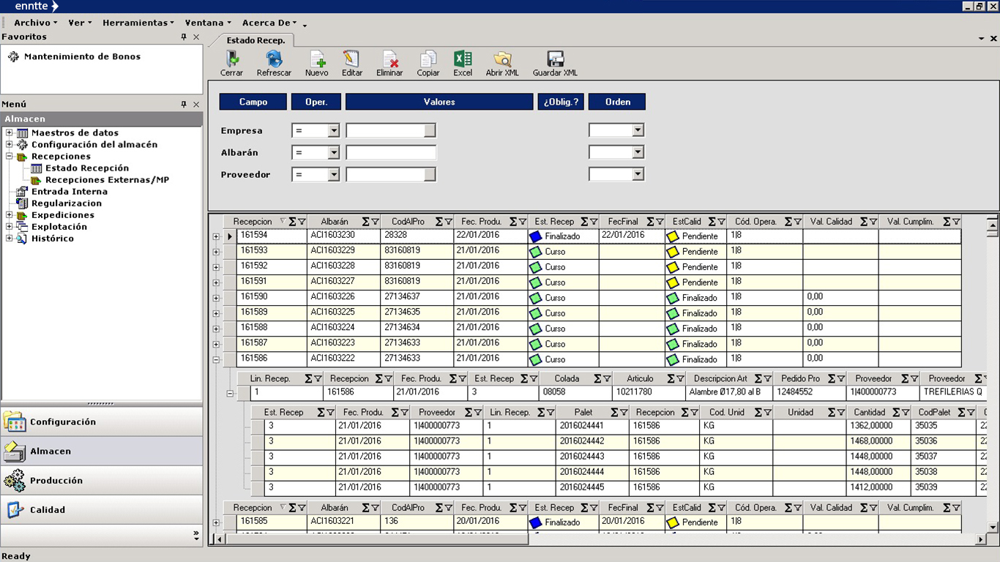 enntte
Archivo Ver Herramientas Ventana Acerca De
Favoritos
Mantenimiento de Bonos
Menú
Almacen
Maestros de datos
Configuración del almacén
Recepciones
Estado Recepción
Recepciones Externas/MP
Entrada Interna
Regularizacion
Expediciones
Explotación
Histórico
Configuración
Almacen
Producción
Calidad
Estado Recep.
Cerrar Refrescar Nuevo Editar Eliminar Copiar Excel Abrir XML Guardar XML
Campo Oper. Valores ¿Oblig.? Orden
Empresa =
Albarán =
Proveedor =
Recepcion Albarán CodAlPro Fec. Produ. Est. Recep FecFinal EstCalid Cód. Opera. Val. Calidad Val. Cumplim.
161594 ACI1603230 28328 22/01/2016 Finalizado 22/01/2016 Pendiente 1|8
161593 ACI1603229 83160819 21/01/2016 Curso Pendiente 1|8
161592 ACI1603228 83160819 21/01/2016 Curso Pendiente 1|8
161591 ACI1603227 83160819 21/01/2016 Curso Pendiente 1|8
161590 ACI1603226 27134637 21/01/2016 Curso Finalizado 1|8 0,00
161589 ACI1603225 27134635 21/01/2016 Curso Finalizado 1|8 0,00
161588 ACI1603224 27134634 21/01/2016 Curso Finalizado 1|8 0,00
161587 ACI1603223 27134633 21/01/2016 Curso Finalizado 1|8 0,00
161586 ACI1603222 27134633 21/01/2016 Curso Finalizado 1|8 0,00
Lin. Recep. Recepcion Fec. Produ. Est. Recep Colada Articulo Descripcion Art Pedido Pro Proveedor Proveedor
1 161586 21/01/2016 3 08058 10211780 Alambre Ø17,80 al B 12484552 1|400000773 TREFILERIAS Q
Est. Recep Fec. Produ. Proveedor Lin. Recep. Palet Recepcion Cod. Unid Unidad Cantidad CodPalet
3 21/01/2016 1|400000773 1 2016024441 161586 KG 1362,00000 35035
3 21/01/2016 1|400000773 1 2016024442 161586 KG 1468,00000 35036
3 21/01/2016 1|400000773 1 2016024443 161586 KG 1448,00000 35037
3 21/01/2016 1|400000773 1 2016024444 161586 KG 1448,00000 35038
3 21/01/2016 1|400000773 1 2016024445 161586 KG 1412,00000 35039
Recepcion Albarán CodAlPro Fec. Produ. Est. Recep FecFinal EstCalid Cód. Opera. Val. Calidad Val. Cumplim.
161585 ACI1603221 136 20/01/2016 Finalizado 20/01/2016 Pendiente 1|8
Ready